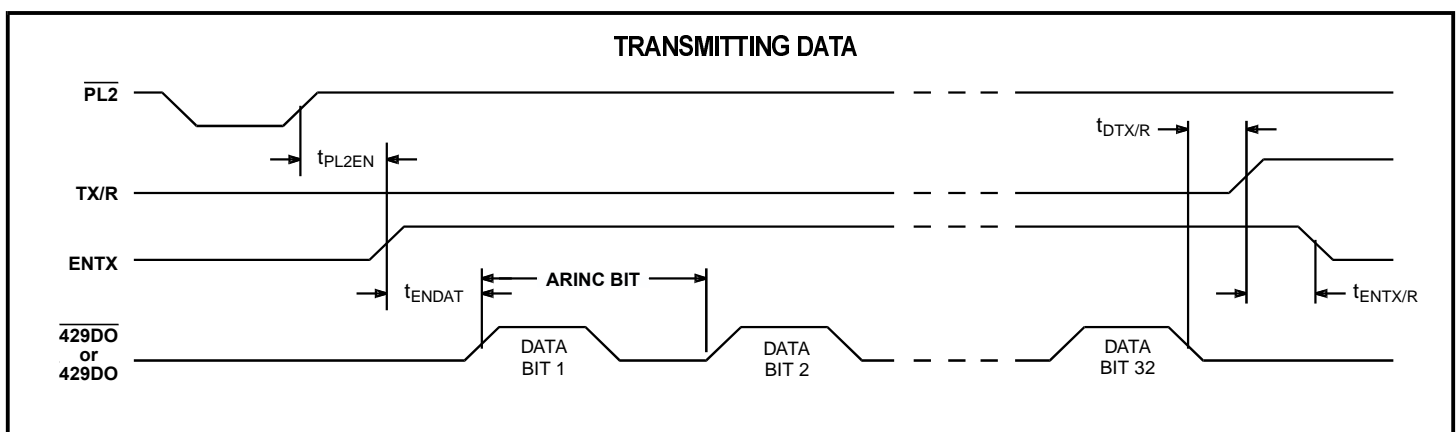 TRANSMITTING DATA
PL2
tDTX/R
tPL2EN
TX/R
ENTX
ARINC BIT
tENDAT
tENTX/R
429DO
or
429DO
DATA
BIT 1
DATA
BIT 2
DATA
BIT 32